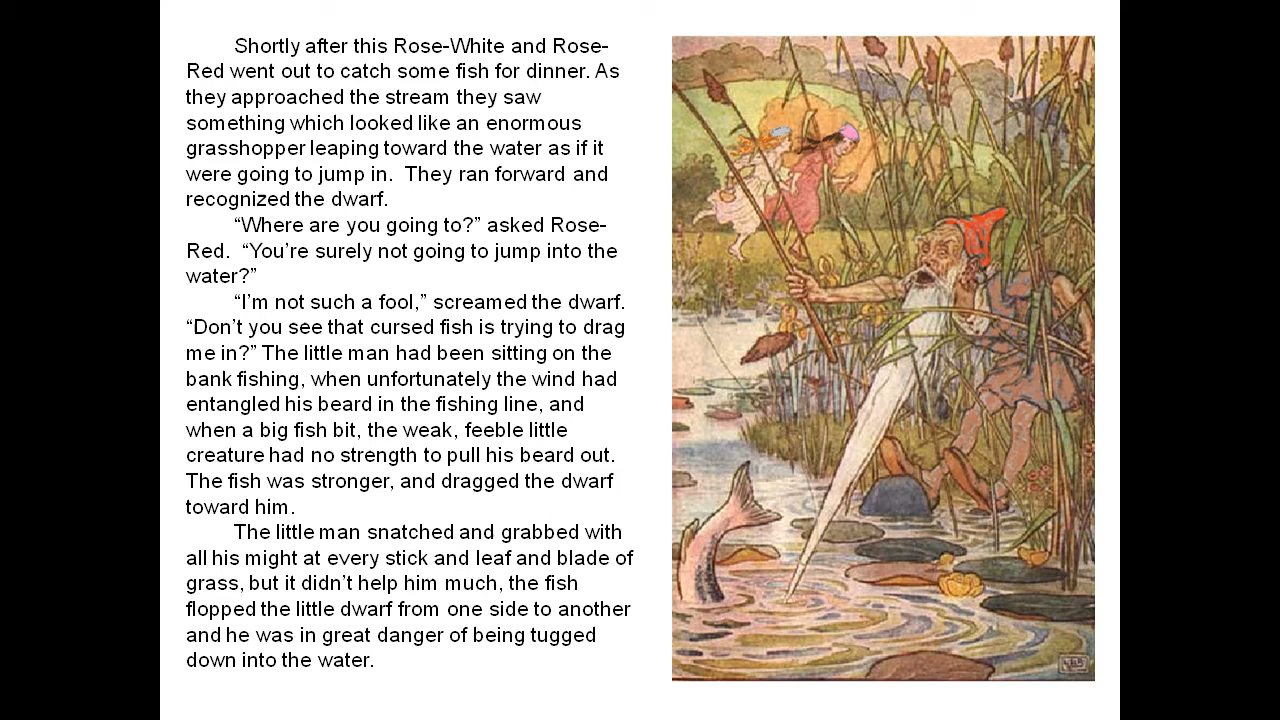 Shortly after this Rose-White and Rose-
Red went out to catch some fish for dinner. As
they approached the stream they saw
something which looked like an enormous
grasshopper leaping toward the water as if it
were going to jump in.  They ran forward and
recognized the dwarf.
“Where are you going to?” asked Rose-
Red.  “You’re surely not going to jump into the
water?”
“I’m not such a fool,” screamed the dwarf.
“Don’t you see that cursed fish is trying to drag
me in?” The little man had been sitting on the
bank fishing, when unfortunately the wind had
entangled his beard in the fishing line, and
when a big fish bit, the weak, feeble little
creature had no strength to pull his beard out.
The fish was stronger, and dragged the dwarf
toward him.
The little man snatched and grabbed with
all his might at every stick and leaf and blade of
grass, but it didn’t help him much, the fish
flopped the little dwarf from one side to another
and he was in great danger of being tugged
down into the water.